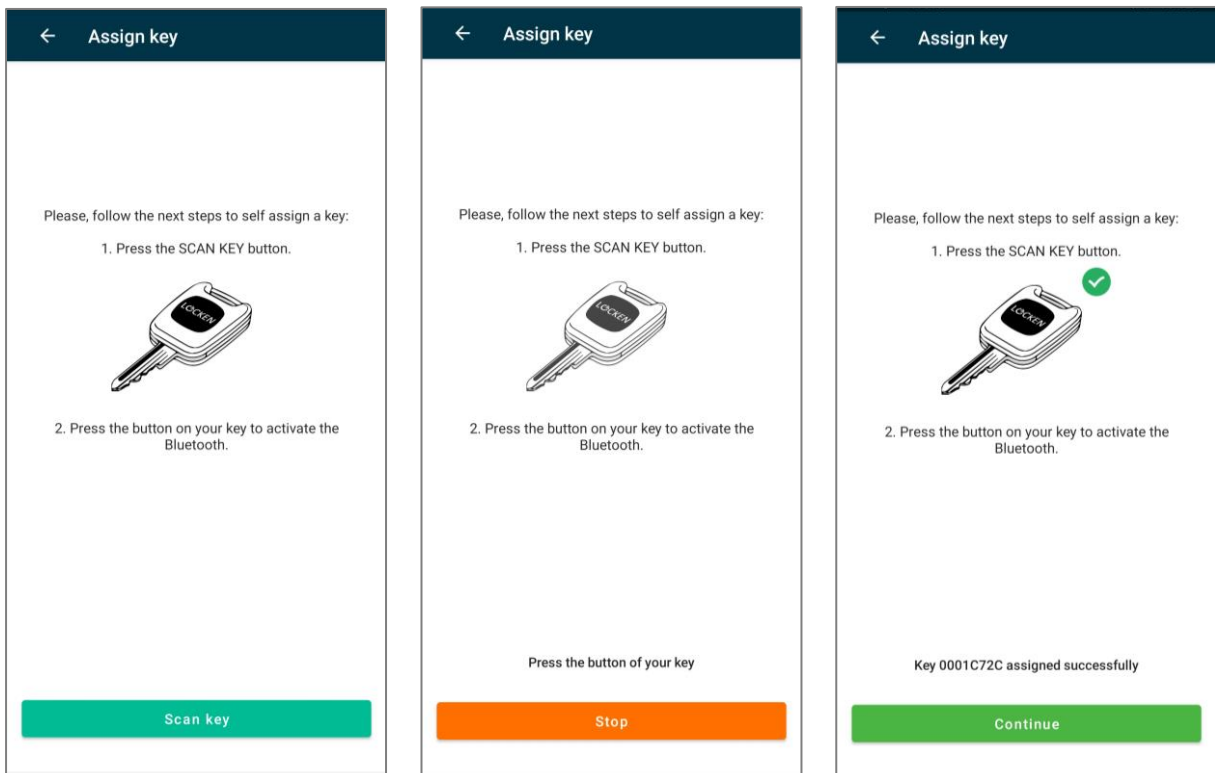 Assign key
Please, follow the next steps to self assign a key:
1. Press the SCAN KEY button.
LOCKEN
2. Press the button on your key to activate the
Bluetooth.
Scan key
Assign key
Please, follow the next steps to self assign a key:
1. Press the SCAN KEY button.
LOCKEN
2. Press the button on your key to activate the
Bluetooth.
Press the button of your key
Stop
Assign key
Please, follow the next steps to self assign a key:
1. Press the SCAN KEY button.
LOCKEN
2. Press the button on your key to activate the
Bluetooth.
Key 0001C72C assigned successfully
Continue